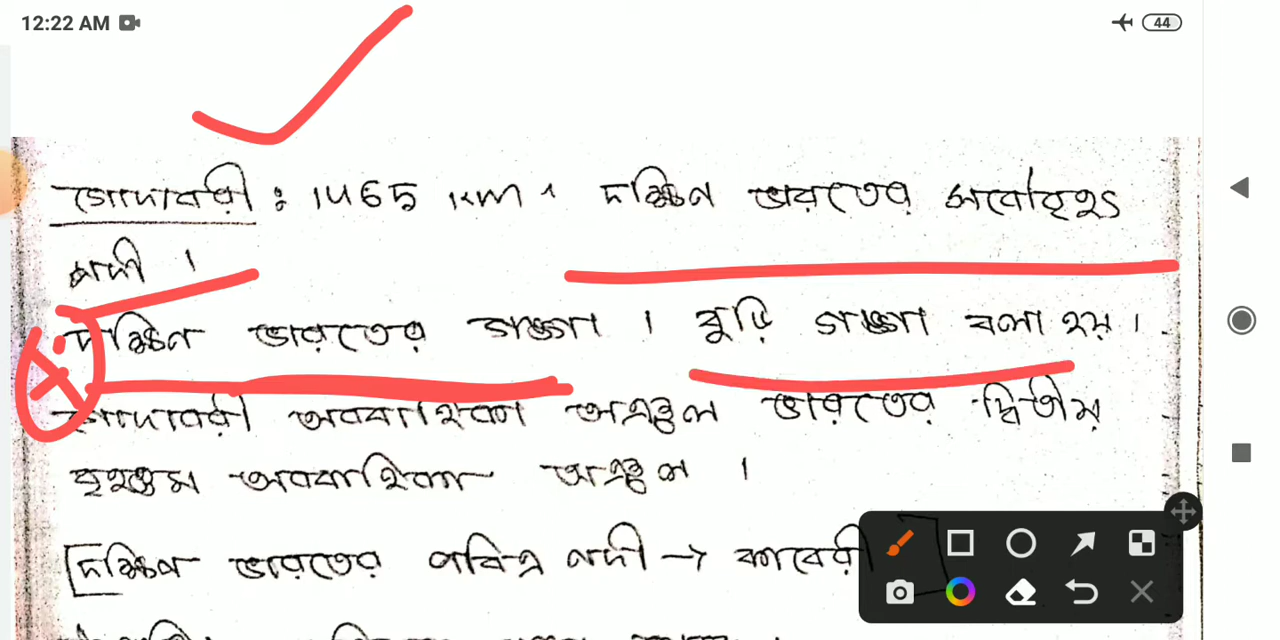 12:22 AM 44
গোদাবরী : 1465 km . দক্ষিণ ভারতের সর্ববৃহৎ
নদী ।
দক্ষিণ ভারতের গঙ্গা । বুড়ি গঙ্গা বলা হয় ।
গোদাবরী অববাহিকা অঞ্চল ভারতের দ্বিতীয়
বৃহত্তম অববাহিকা অঞ্চল ।
[দক্ষিণ ভারতের পবিত্র নদী → কাবেরী